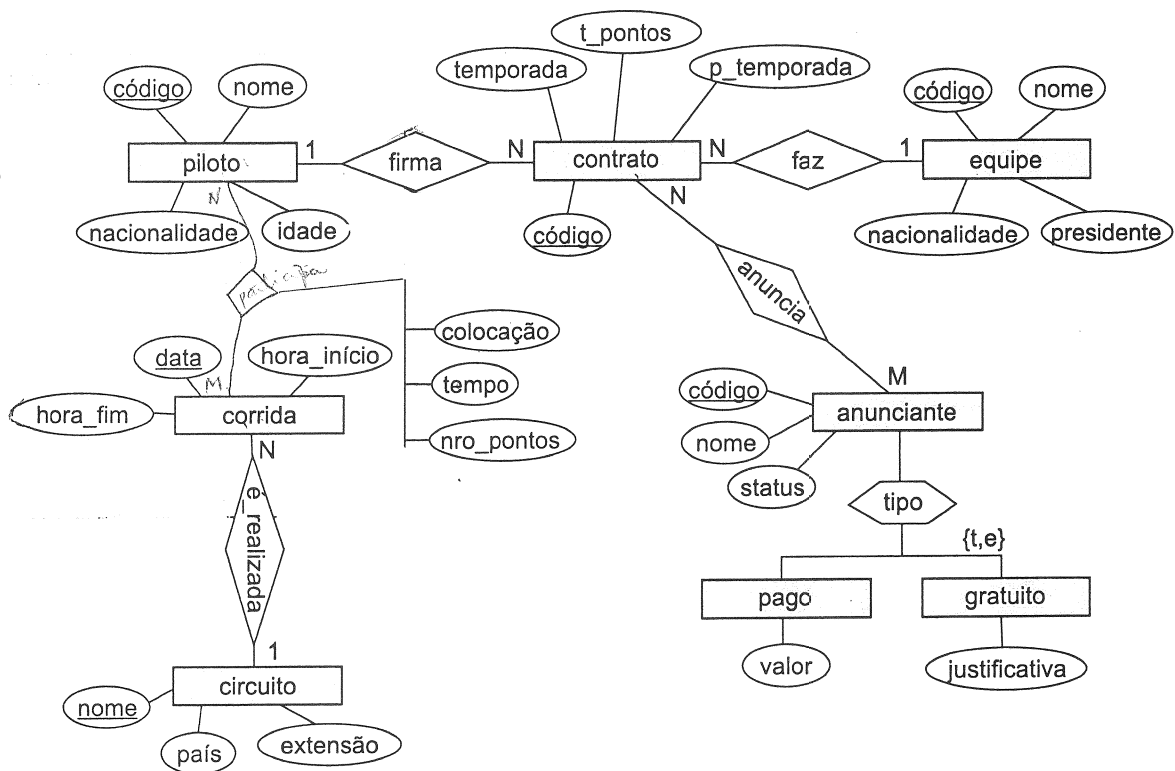 t_pontos
temporada
p_temporada
código
nome
código
nome
piloto
1
firma
N
contrato
N
faz
1
equipe
N
N
nacionalidade
idade
código
nacionalidade
presidente
participa
anuncia
colocação
data
hora_início
tempo
M
M
código
hora_fim
corrida
anunciante
nro_pontos
nome
N
status
é_realizada
tipo
{t,e}
pago
gratuito
1
valor
justificativa
circuito
nome
país
extensão